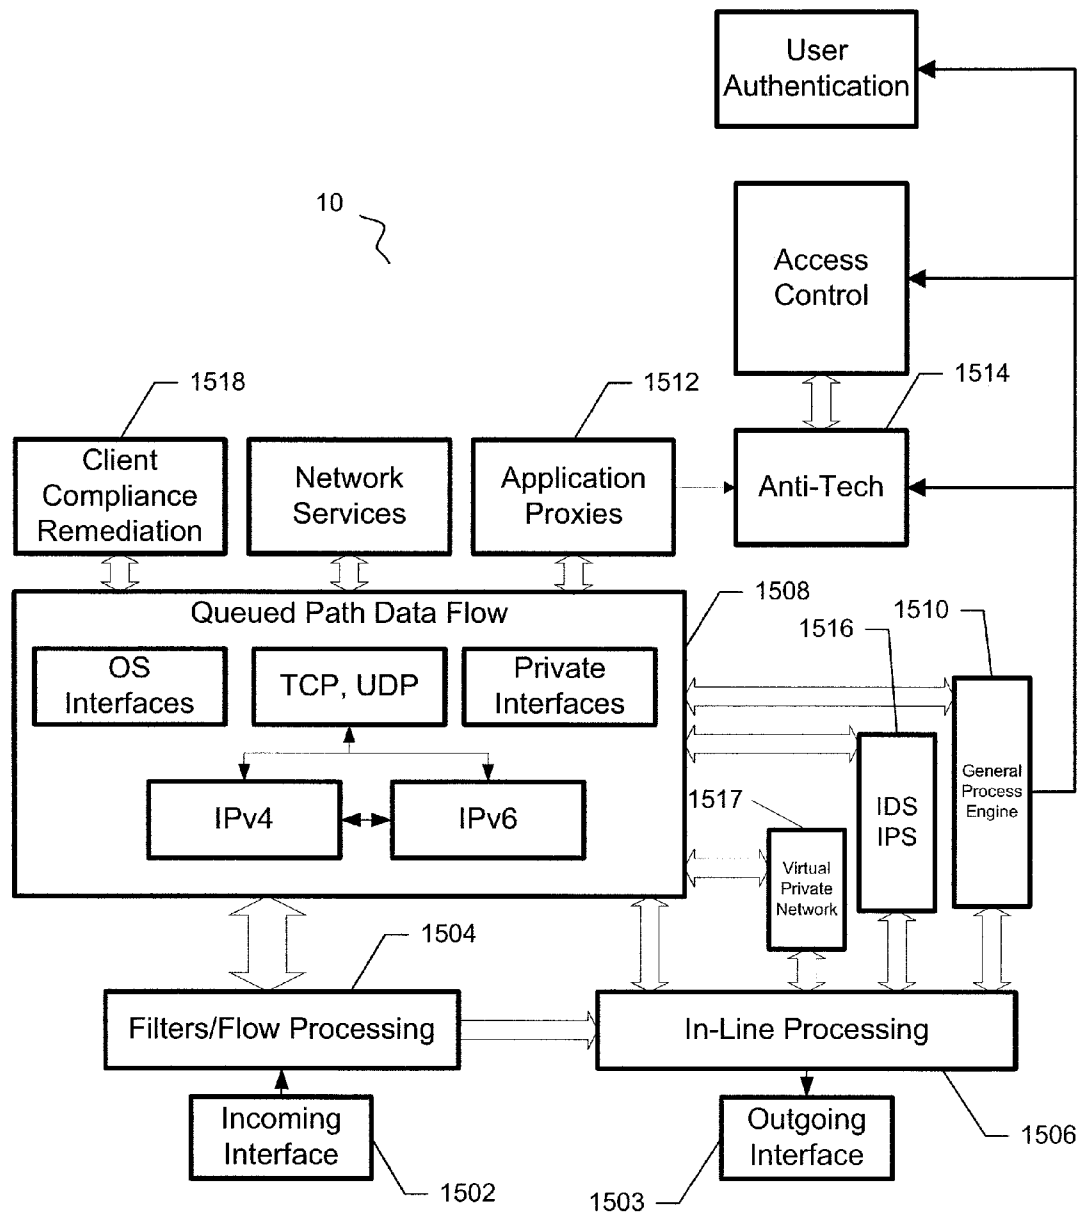 User
Authentication
10
Access
Control
1518
1512
1514
Client
Compliance
Remediation
Network
Services
Application
Proxies
Anti-Tech
Queued Path Data Flow
1508
1510
1516
OS
Interfaces
TCP, UDP
Private
Interfaces
IPv4
IPv6
1517
IDS
IPS
General
Process
Engine
Virtual
Private
Network
1504
Filters/Flow Processing
In-Line Processing
Incoming
Interface
Outgoing
Interface
1506
1502
1503